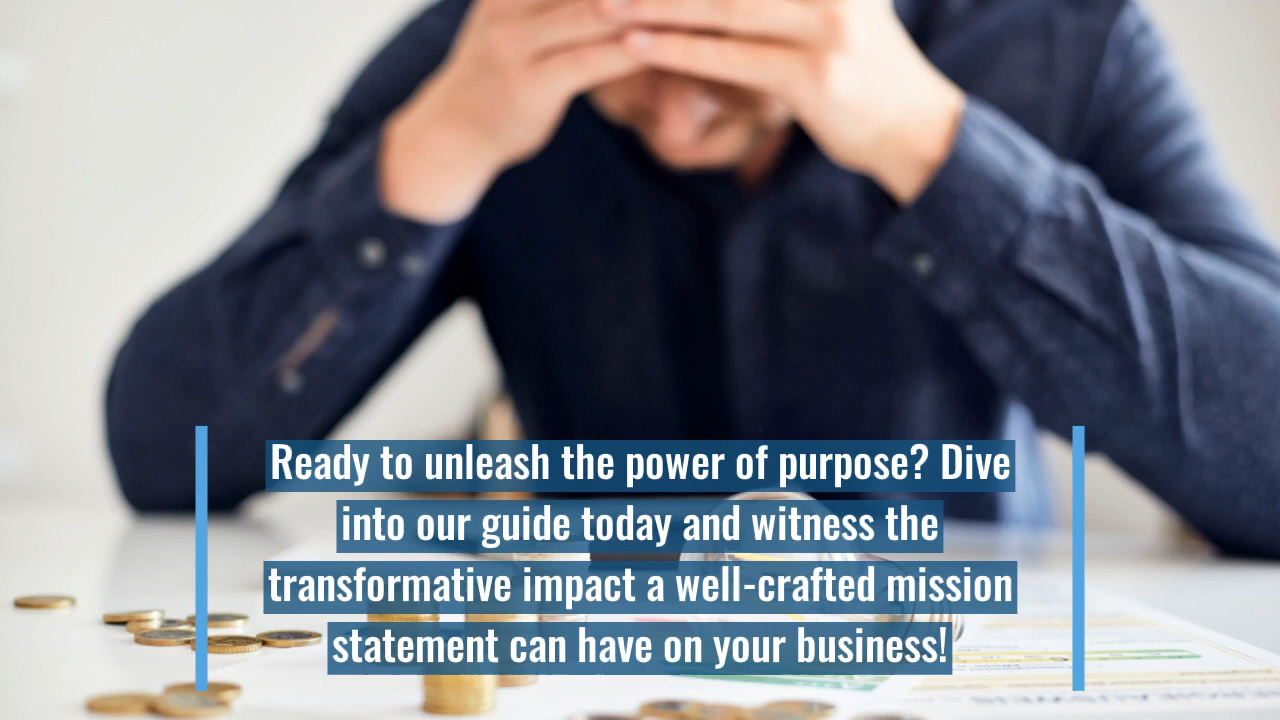 Ready to unleash the power of purpose? Dive
into our guide today and witness the
transformative impact a well-crafted mission
statement can have on your business!